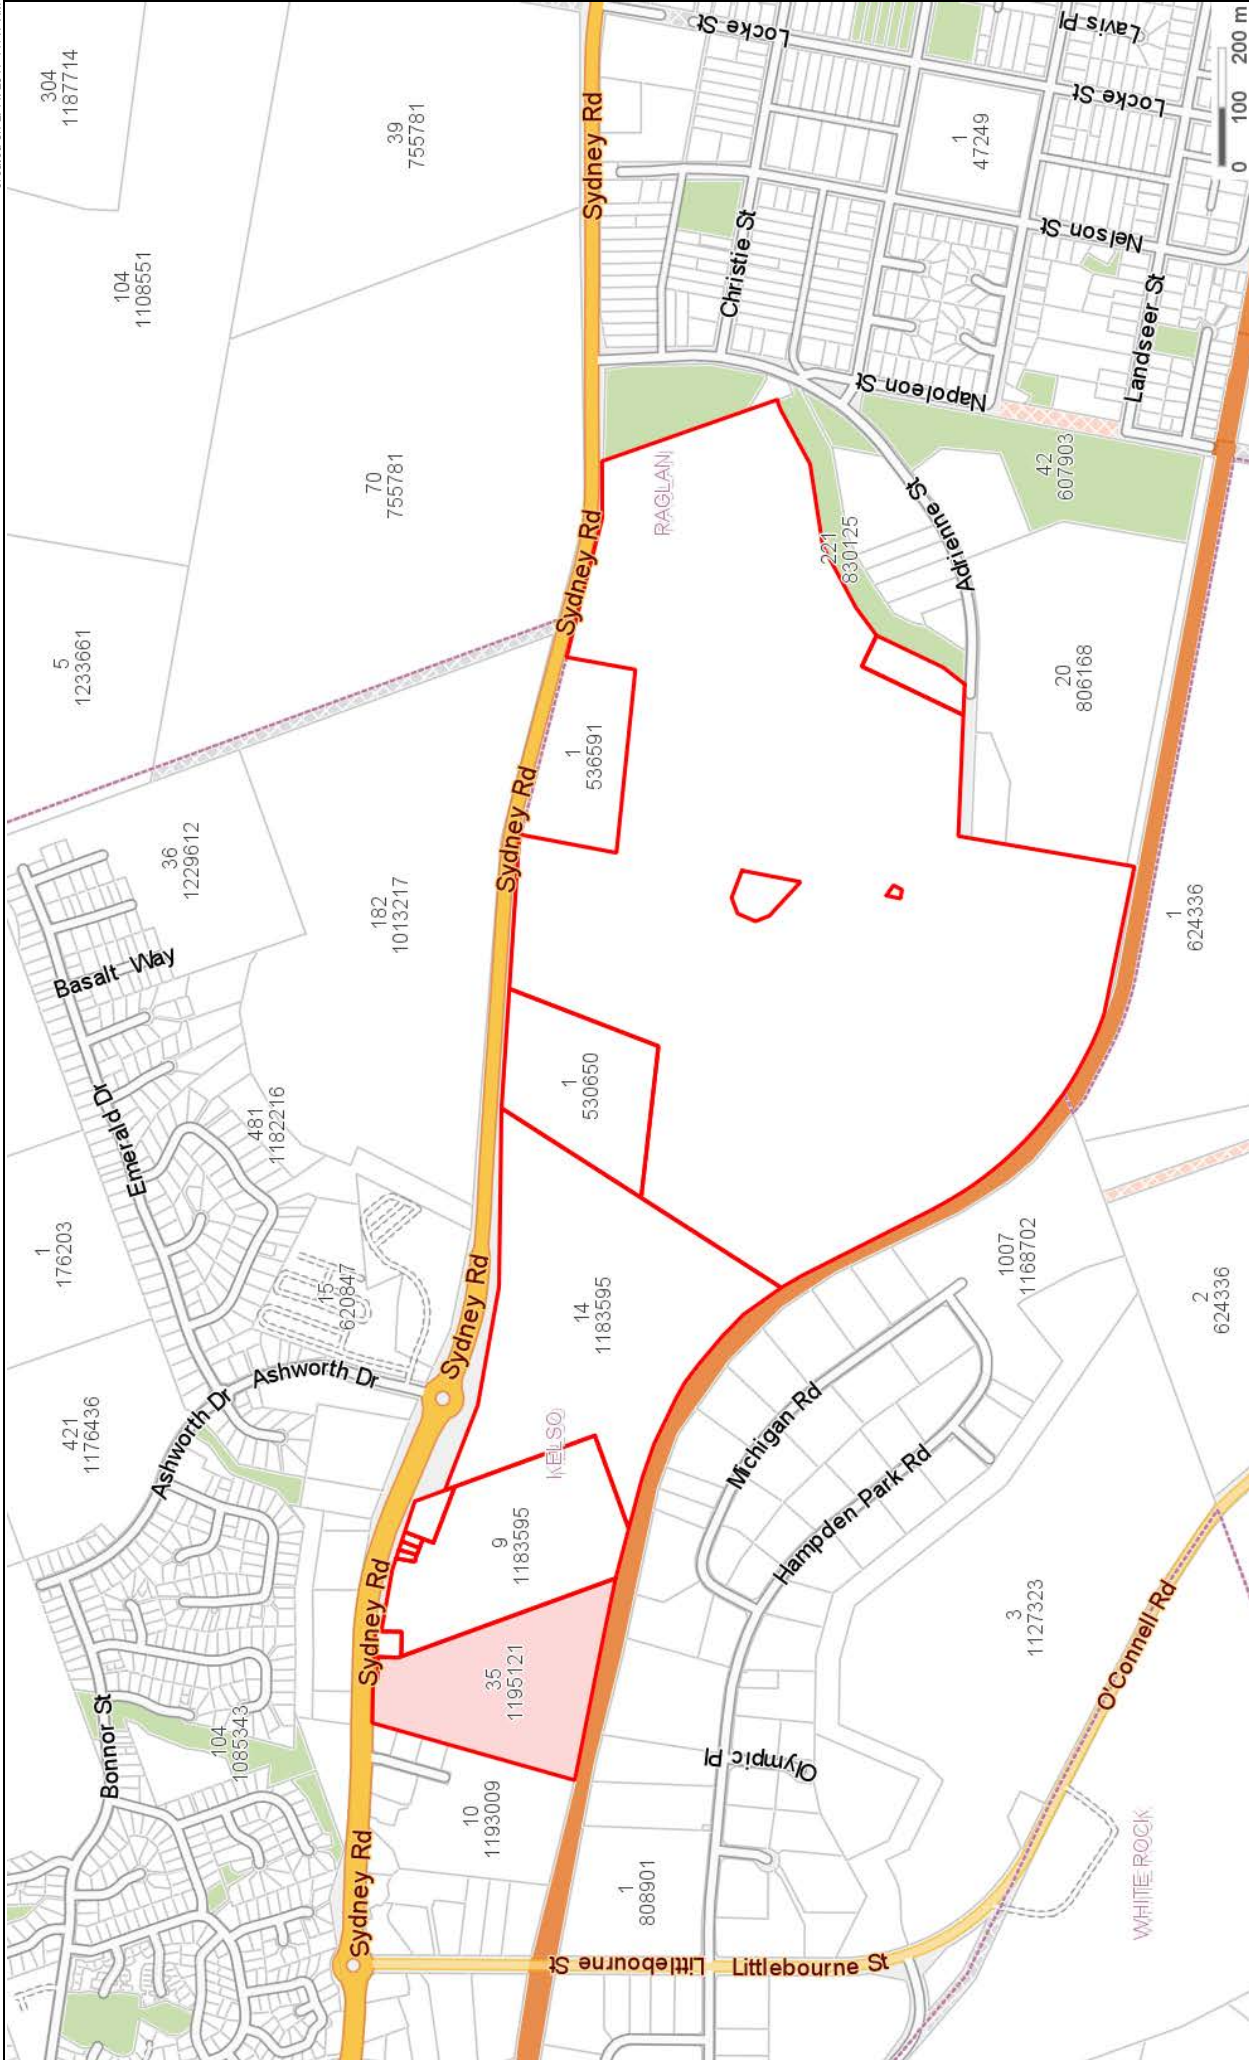 304
1187714
104
1108551
39
755781
5
1233661
70
755781
36
1229612
182
1013217
1
176203
481
1182216
421
1176436
15
620847
104
1085343
Basalt Way
Emerald Dr
Ashworth Dr
Ashworth Dr
Bonnor St
Sydney Rd
Sydney Rd
Sydney Rd
Sydney Rd
Sydney Rd
Sydney Rd
Sydney Rd
RAGLAN
KELSO
WHITE ROCK
1
536591
1
530650
14
1183595
9
1183595
35
1195121
10
1193009
1
808901
221
830125
42
607903
20
806168
1
47249
1
624336
2
624336
1007
1168702
3
1127323
Locke St
Locke St
Lavis Pl
Christie St
Nelson St
Napoleon St
Landseer St
Adrienne St
Michigan Rd
Hampden Park Rd
Olympic Pl
O'Connell Rd
Littlebourne St
Littlebourne St
0 100 200 m